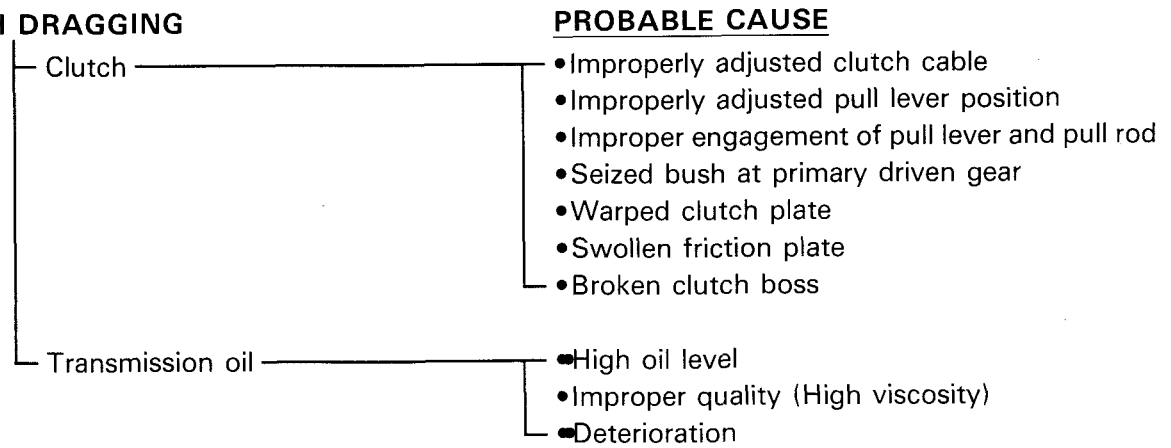 DRAGGING
PROBABLE CAUSE
Clutch
•Improperly adjusted clutch cable
•Improperly adjusted pull lever position
•Improper engagement of pull lever and pull rod
•Seized bush at primary driven gear
•Warped clutch plate
•Swollen friction plate
•Broken clutch boss
Transmission oil
•High oil level
•Improper quality (High viscosity)
•Deterioration